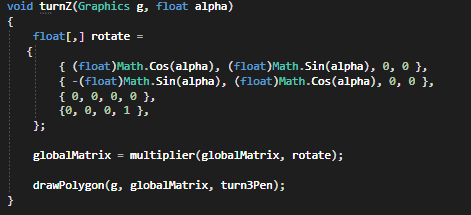 void turnZ(Graphics g, float alpha)
{
float[,] rotate =
{
{ (float)Math.Cos(alpha), (float)Math.Sin(alpha), 0, 0 },
{ -(float)Math.Sin(alpha), (float)Math.Cos(alpha), 0, 0 },
{ 0, 0, 0, 0 },
{0, 0, 0, 1 },
};
globalMatrix = multiplier(globalMatrix, rotate);
drawPolygon(g, globalMatrix, turn3Pen);
}